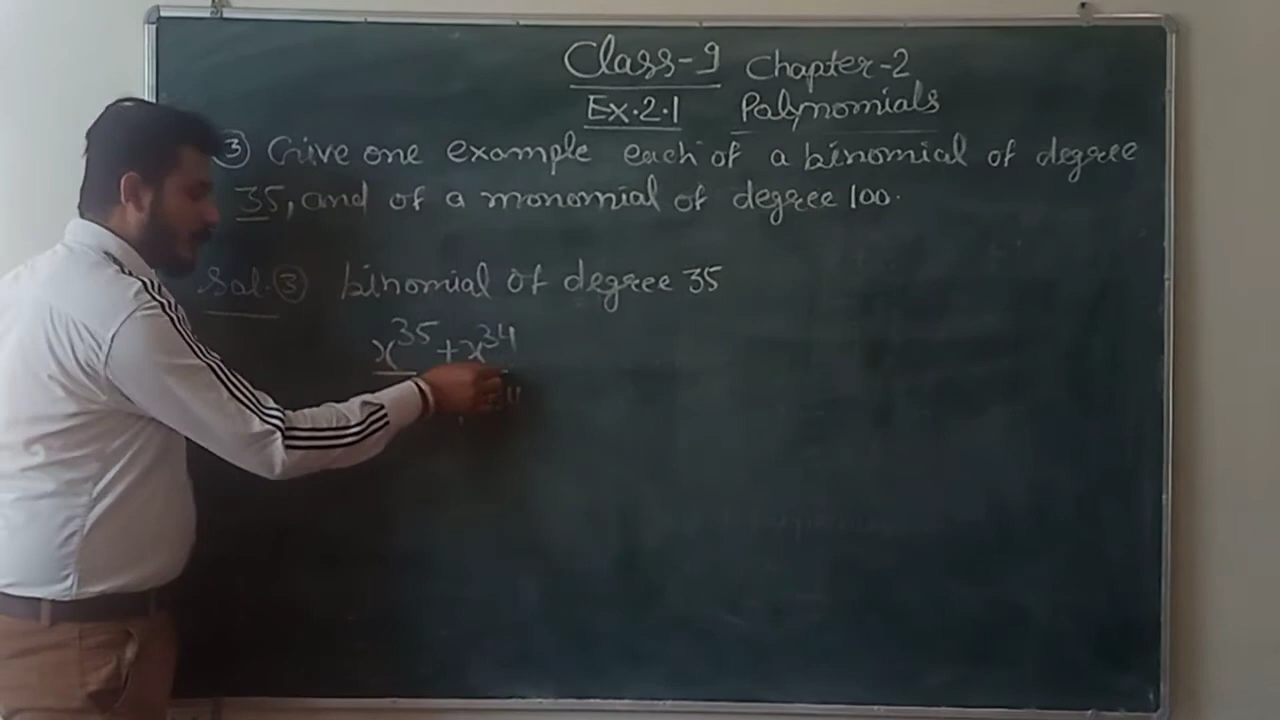 Class-9 Chapter-2
Ex.2.1 Polynomials
③ Give one example each of a binomial of degree
35, and of a monomial of degree 100.
Sol.③ binomial of degree 35
x³⁵+x³⁴